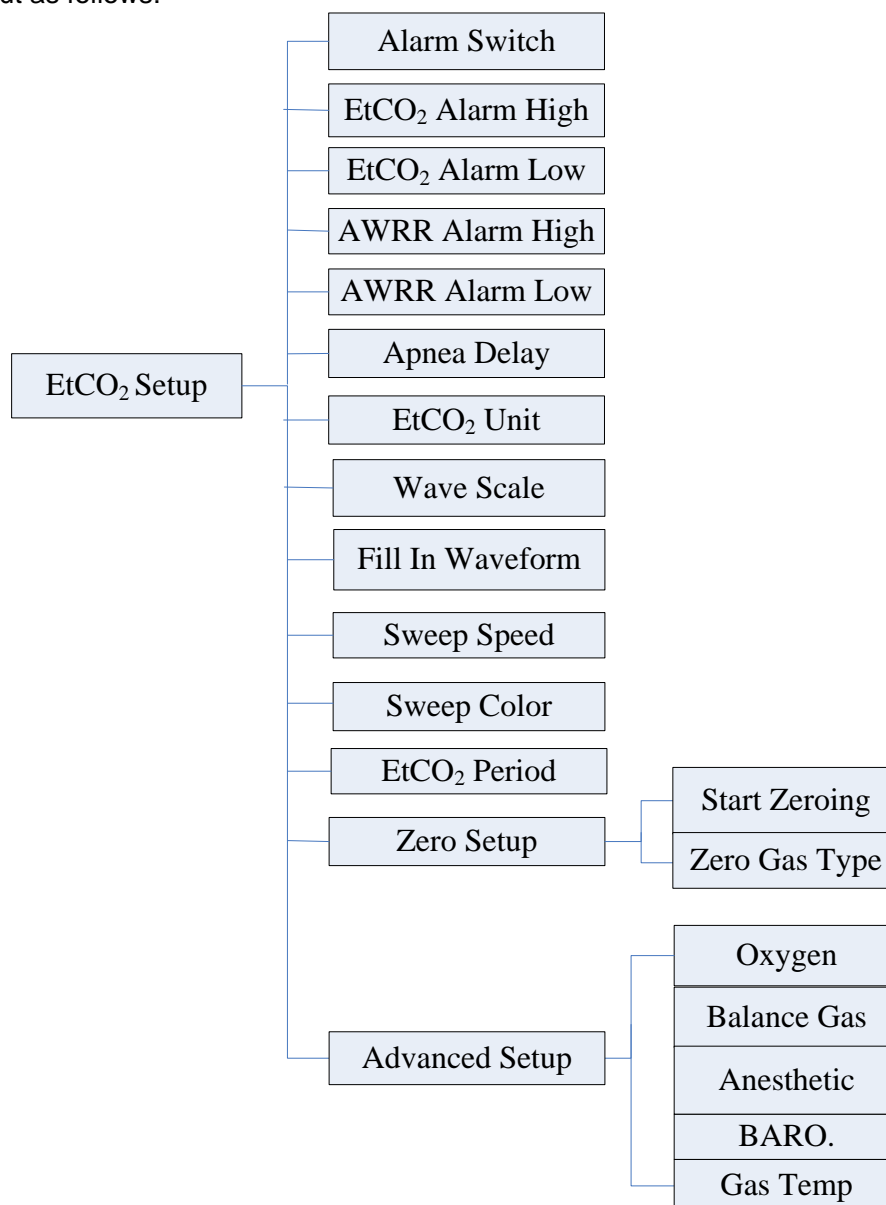 ut as follows:
Alarm Switch
EtCO₂ Alarm High
EtCO₂ Alarm Low
AWRR Alarm High
AWRR Alarm Low
Apnea Delay
EtCO₂ Setup
EtCO₂ Unit
Wave Scale
Fill In Waveform
Sweep Speed
Sweep Color
EtCO₂ Period
Zero Setup
Start Zeroing
Zero Gas Type
Advanced Setup
Oxygen
Balance Gas
Anesthetic
BARO.
Gas Temp